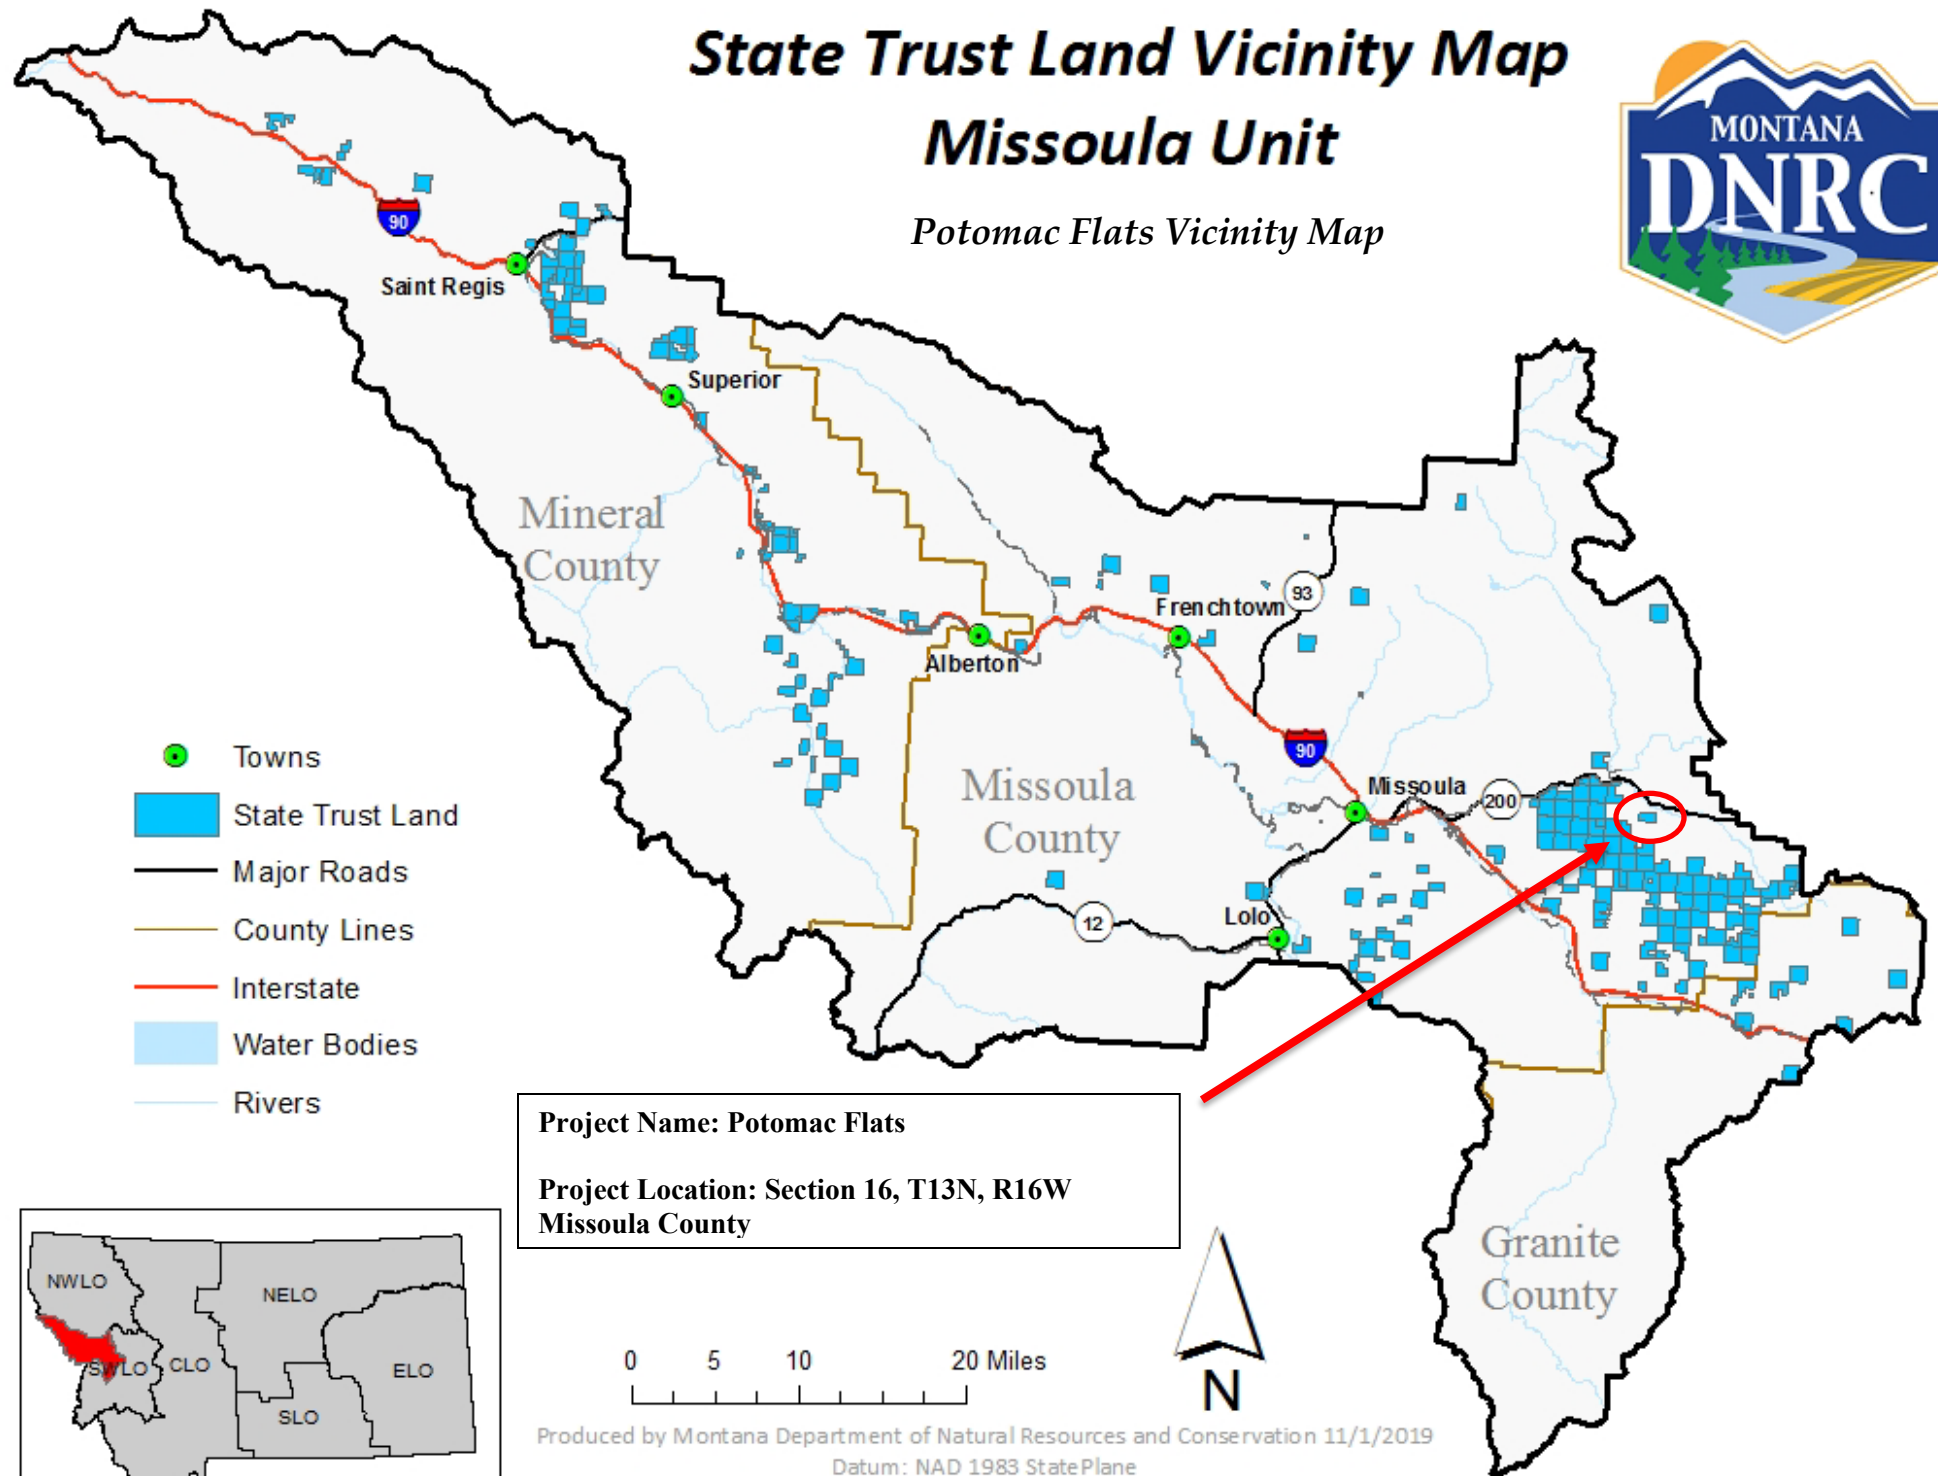 State Trust Land Vicinity Map
Missoula Unit
Potomac Flats Vicinity Map
MONTANA
DNRC
90
Saint Regis
Superior
Mineral
County
Frenchtown
93
Alberton
90
Missoula
200
Missoula
County
Lolo
12
Towns
State Trust Land
Major Roads
County Lines
Interstate
Water Bodies
Rivers
Project Name: Potomac Flats
Project Location: Section 16, T13N, R16W
Missoula County
Granite
County
NWLO
NELO
SWLO
CLO
ELO
SLO
0 5 10 20 Miles
N
Produced by Montana Department of Natural Resources and Conservation 11/1/2019
Datum: NAD 1983 StatePlane